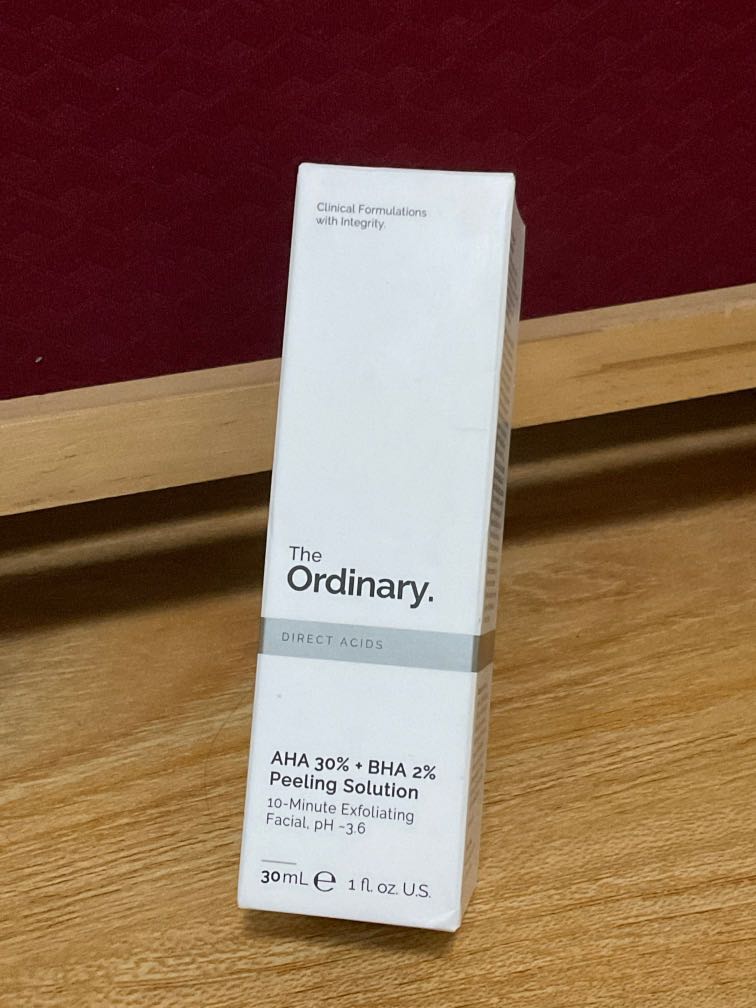 Clinical Formulations
with Integrity.
The
Ordinary.
DIRECT ACIDS
AHA 30% + BHA 2%
Peeling Solution
10-Minute Exfoliating
Facial, pH ~3.6
30mL ℮ 1 fl. oz. U.S.